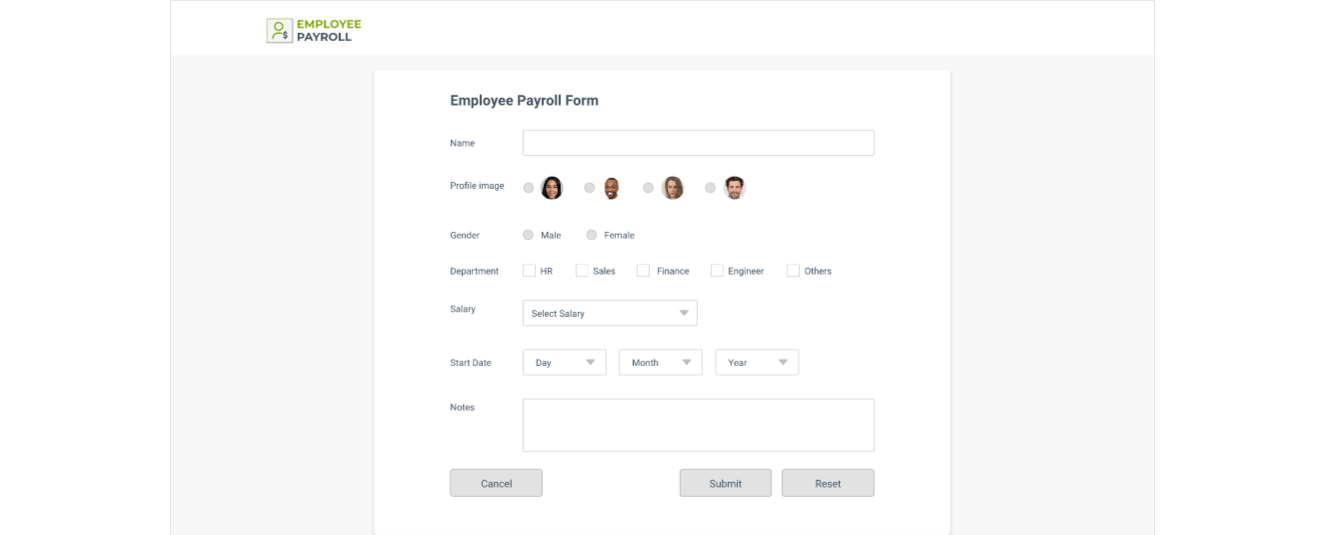 EMPLOYEE
PAYROLL
$
Employee Payroll Form
Name
Profile image
Gender Male Female
Department HR Sales Finance Engineer Others
Salary Select Salary
Start Date Day Month Year
Notes
Cancel Submit Reset